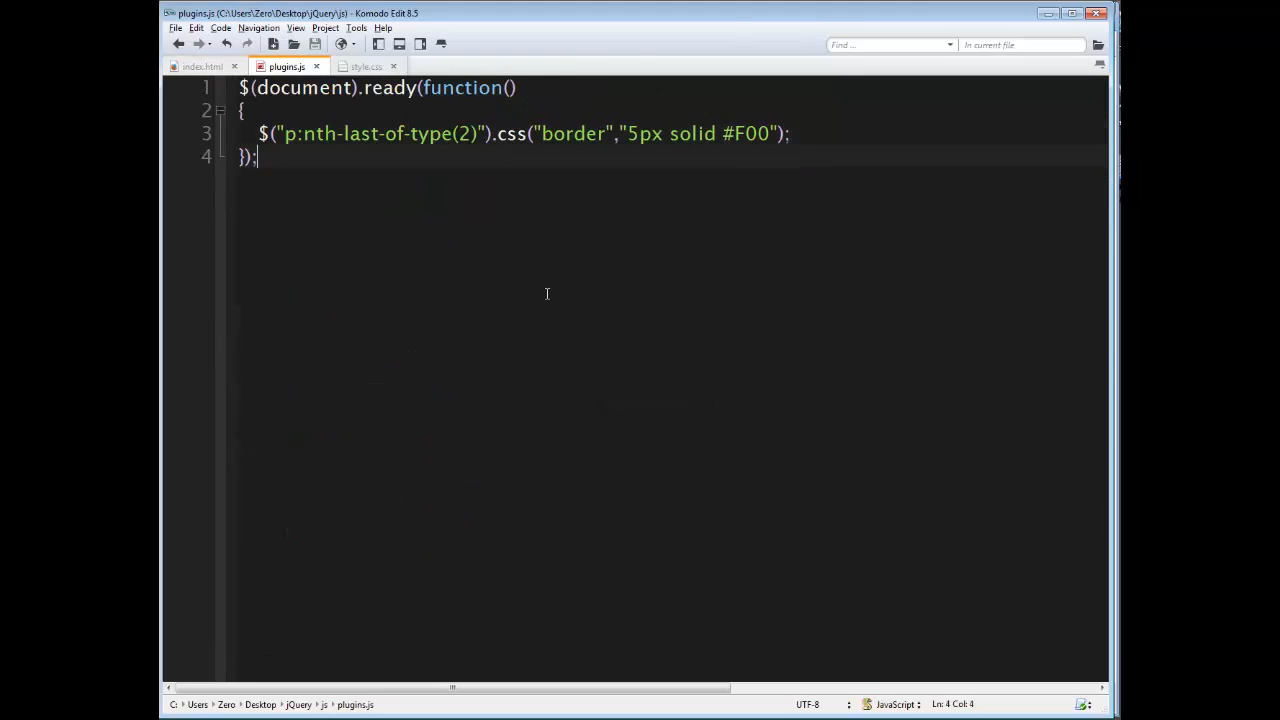 plugins.js (C:\Users\Zero\Desktop\jQuery\js) - Komodo Edit 8.5
File Edit Code Navigation View Project Tools Help
Find ... In current file
index.html plugins.js style.css
1 $(document).ready(function()
2 {
3 $("p:nth-last-of-type(2)").css("border","5px solid #F00");
4 });
C: Users Zero Desktop jQuery js plugins.js UTF-8 JavaScript Ln: 4 Col: 4